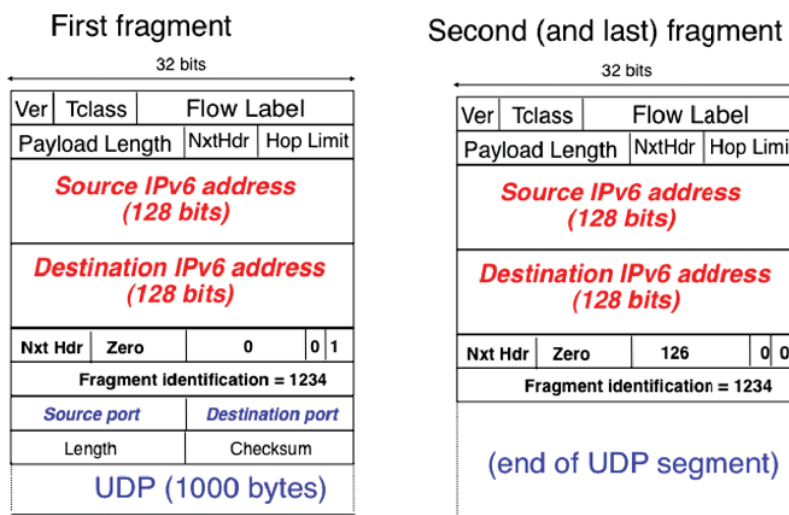 First fragment
32 bits
Ver Tclass Flow Label
Payload Length NxtHdr Hop Limit
Source IPv6 address
(128 bits)
Destination IPv6 address
(128 bits)
Nxt Hdr Zero 0 0 1
Fragment identification = 1234
Source port Destination port
Length Checksum
UDP (1000 bytes)
Second (and last) fragment
32 bits
Ver Tclass Flow Label
Payload Length NxtHdr Hop Limi
Source IPv6 address
(128 bits)
Destination IPv6 address
(128 bits)
Nxt Hdr Zero 126 0 0
Fragment identification = 1234
(end of UDP segment)